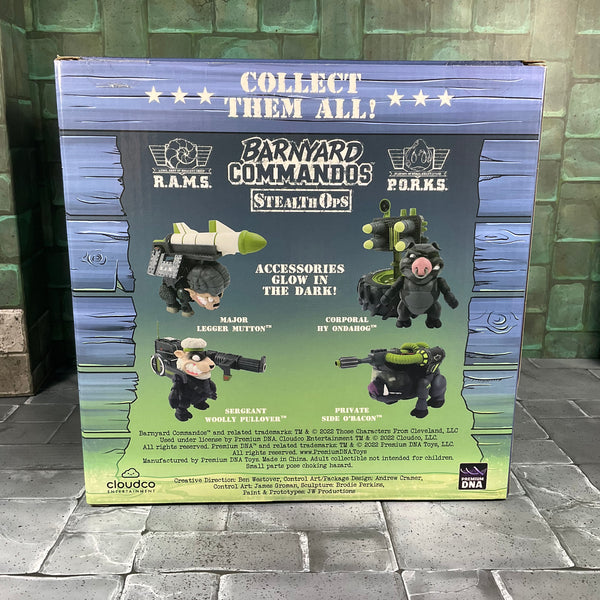 COLLECT
THEM ALL!
BARNYARD
COMMANDOS
R.A.M.S.
P.O.R.K.S.
STEALTH OPS
ACCESSORIES
GLOW IN
THE DARK!
MAJOR
LEGGER MUTTON™
CORPORAL
HY ONDAHOG™
SERGEANT
WOOLLY PULLOVER™
PRIVATE
SIDE O'BACON™
Barnyard Commandos™ and related trademarks: TM & © 2022 Those Characters From Cleveland, LLC
Used under license by Premium DNA. Cloudco Entertainment TM & © 2022 Cloudco, LLC.
All rights reserved. Premium DNA™ and related trademarks: TM & © 2022 Premium DNA Toys, LLC.
All rights reserved. www.PremiumDNAToys
Manufactured by Premium DNA Toys. Made in China. Adult collectibles not intended for children.
Small parts pose choking hazard.
cloudco
ENTERTAINMENT
Creative Direction: Ben Westover, Control Art/Package Design: Andrew Cramer,
Control Art: James Groman, Sculpture: Brodie Perkins,
Paint & Prototypes: JW Productions
PREMIUM
DNA